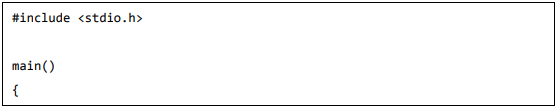 #include <stdio.h>
main()
{